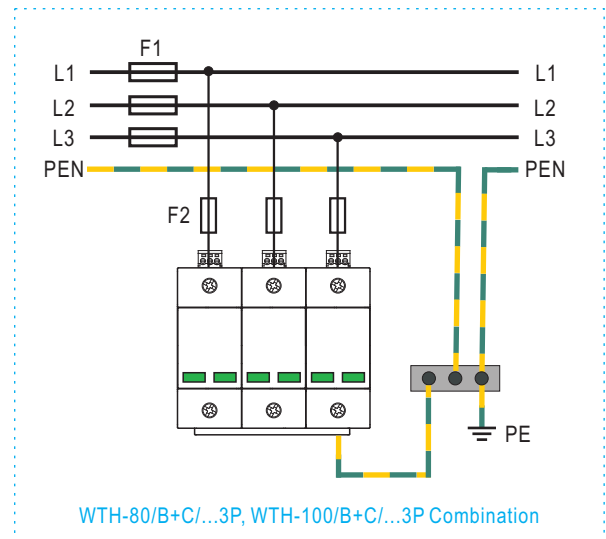 F1
L1 L1
L2 L2
L3 L3
PEN PEN
F2
PE
WTH-80/B+C/...3P, WTH-100/B+C/...3P Combination